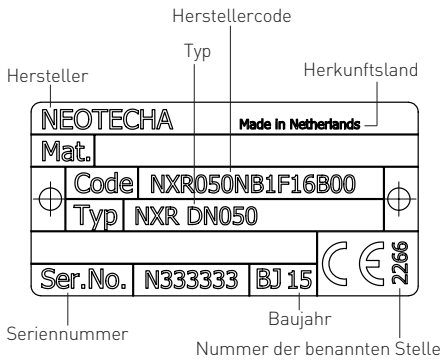 Herstellercode
Typ
Hersteller
Herkunftsland
NEOTECHA Made in Netherlands
Mat.
Code NXR050NB1F16B00
Typ NXR DN050
Ser.No. N333333 BJ 15 CE 2266
Seriennummer
Baujahr
Nummer der benannten Stelle